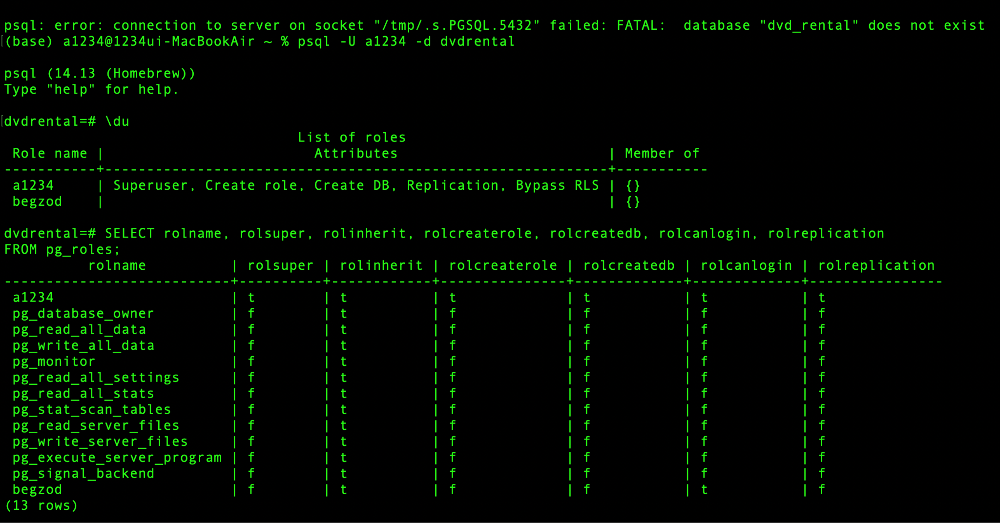 psql: error: connection to server on socket "/tmp/.s.PGSQL.5432" failed: FATAL:  database "dvd_rental" does not exist
[(base) a1234@1234ui-MacBookAir ~ % psql -U a1234 -d dvdrental
psql (14.13 (Homebrew))
Type "help" for help.
[dvdrental=# \du
                                   List of roles
 Role name |                         Attributes                         | Member of
-----------+------------------------------------------------------------+-----------
 a1234     | Superuser, Create role, Create DB, Replication, Bypass RLS | {}
 begzod    |                                                            | {}
dvdrental=# SELECT rolname, rolsuper, rolinherit, rolcreaterole, rolcreatedb, rolcanlogin, rolreplication
FROM pg_roles;
          rolname          | rolsuper | rolinherit | rolcreaterole | rolcreatedb | rolcanlogin | rolreplication
---------------------------+----------+------------+---------------+-------------+-------------+----------------
 a1234                     | t        | t          | t             | t           | t           | t
 pg_database_owner         | f        | t          | f             | f           | f           | f
 pg_read_all_data          | f        | t          | f             | f           | f           | f
 pg_write_all_data         | f        | t          | f             | f           | f           | f
 pg_monitor                | f        | t          | f             | f           | f           | f
 pg_read_all_settings      | f        | t          | f             | f           | f           | f
 pg_read_all_stats         | f        | t          | f             | f           | f           | f
 pg_stat_scan_tables       | f        | t          | f             | f           | f           | f
 pg_read_server_files      | f        | t          | f             | f           | f           | f
 pg_write_server_files     | f        | t          | f             | f           | f           | f
 pg_execute_server_program | f        | t          | f             | f           | f           | f
 pg_signal_backend         | f        | t          | f             | f           | f           | f
 begzod                    | f        | t          | f             | f           | t           | f
(13 rows)